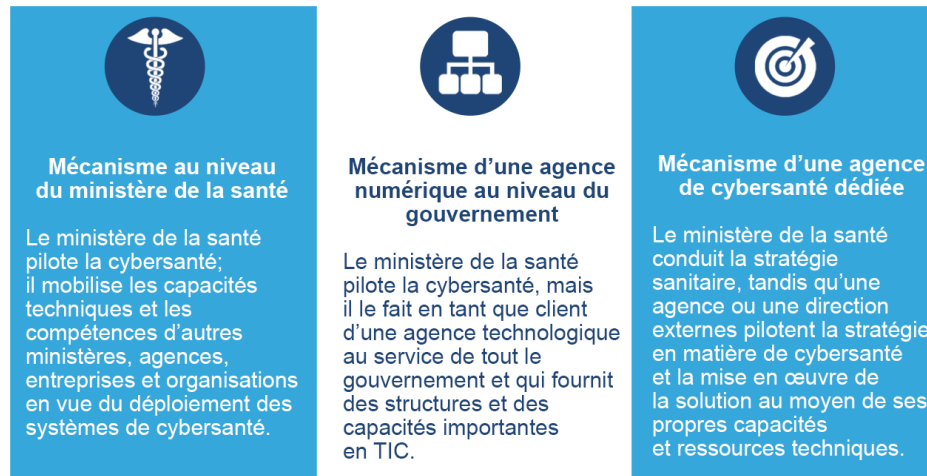 Mécanisme au niveau
du ministère de la santé
Le ministère de la santé
pilote la cybersanté;
il mobilise les capacités
techniques et les
compétences d'autres
ministères, agences,
entreprises et organisations
en vue du déploiement des
systèmes de cybersanté.
Mécanisme d'une agence
numérique au niveau du
gouvernement
Le ministère de la santé
pilote la cybersanté, mais
il le fait en tant que client
d'une agence technologique
au service de tout le
gouvernement et qui fournit
des structures et des
capacités importantes
en TIC.
Mécanisme d'une agence
de cybersanté dédiée
Le ministère de la santé
conduit la stratégie
sanitaire, tandis qu'une
agence ou une direction
externes pilotent la stratégie
en matière de cybersanté
et la mise en œuvre de
la solution au moyen de ses
propres capacités
et ressources techniques.